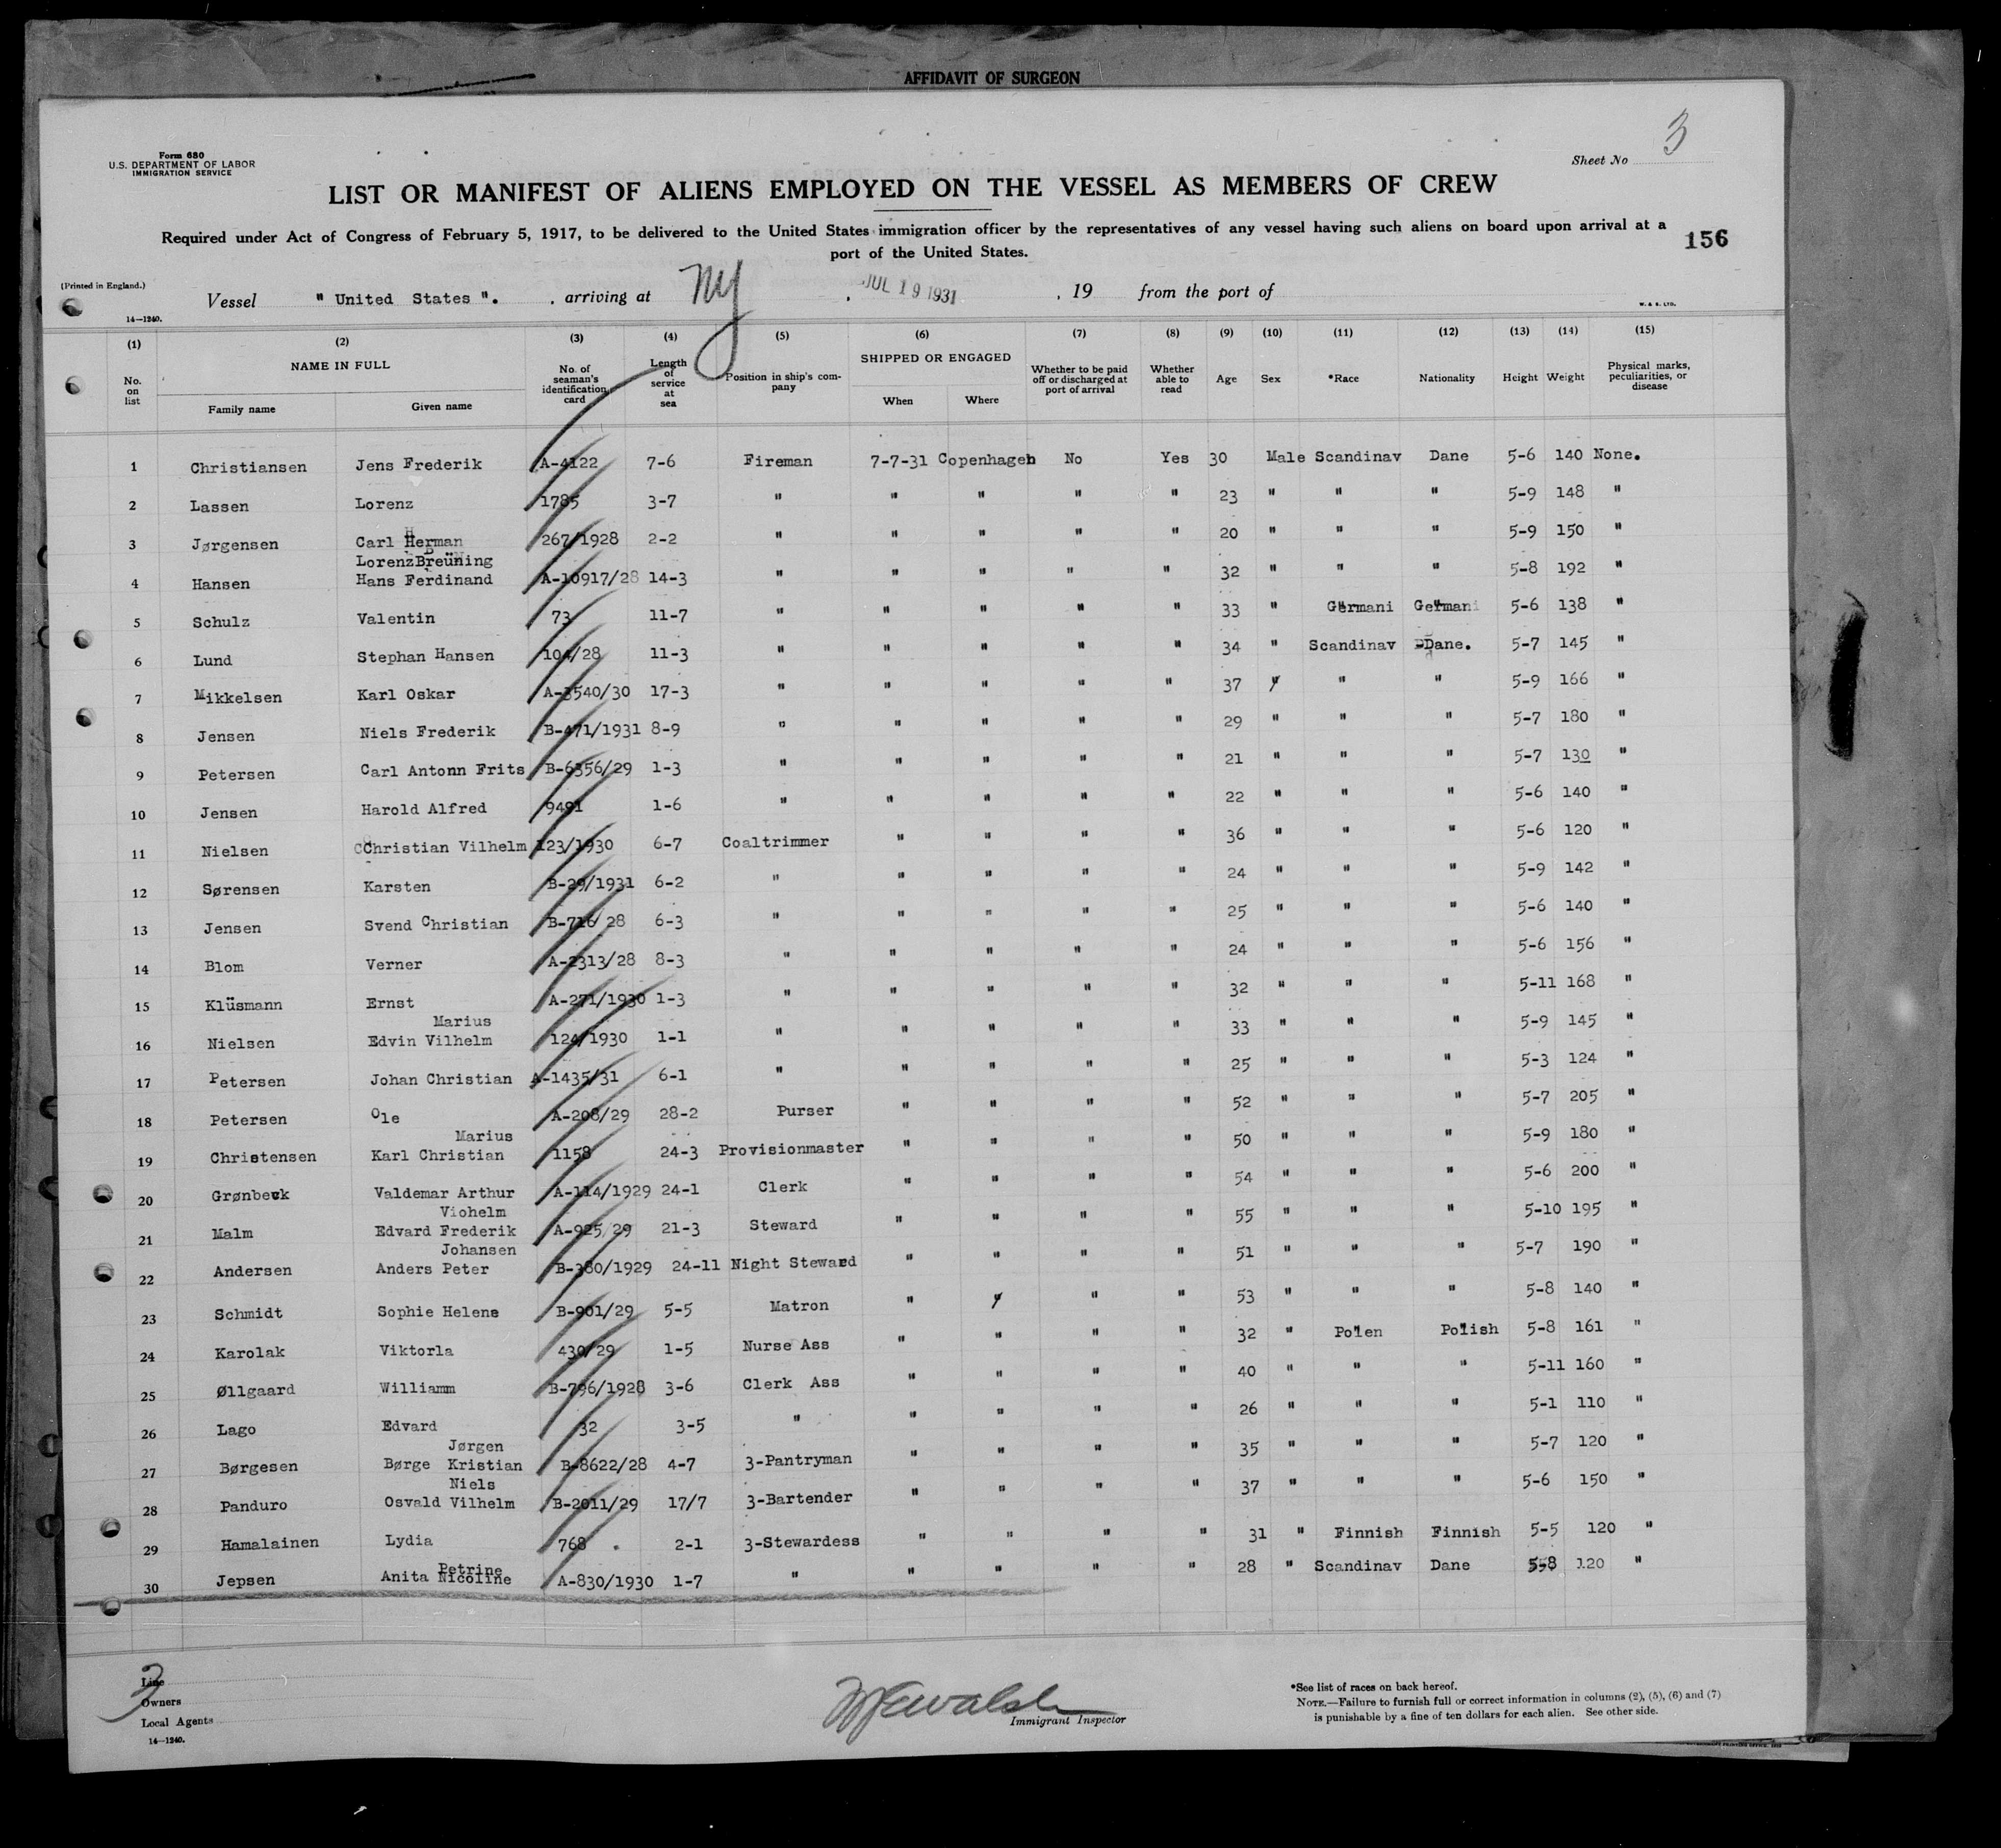 AFFIDAVIT OF SURGEON
3
Form 680
U.S. DEPARTMENT OF LABOR
IMMIGRATION SERVICE
Sheet No
LIST OR MANIFEST OF ALIENS EMPLOYED ON THE VESSEL AS MEMBERS OF CREW
Required under Act of Congress of February 5, 1917, to be delivered to the United States immigration officer by the representatives of any vessel having such aliens on board upon arrival at a
port of the United States.
156
(Printed in England.)
Vessel " United States ". , arriving at NY , JUL 19 1931 , 19 from the port of
14—1240.
W. & S. LTD.
(1) (2) (3) (4) (5) (6) (7) (8) (9) (10) (11) (12) (13) (14) (15)
No. on list NAME IN FULL Family name Given name No. of seaman's identification card Length of service at sea Position in ship's company SHIPPED OR ENGAGED When Where Whether to be paid off or discharged at port of arrival Whether able to read Age Sex *Race Nationality Height Weight Physical marks, peculiarities, or disease
1 Christiansen Jens Frederik A-4122 7-6 Fireman 7-7-31 Copenhagen No Yes 30 Male Scandinav Dane 5-6 140 None.
2 Lassen Lorenz 1785 3-7 " " " " " 23 " " " 5-9 148 "
3 Jørgensen Carl Herman 267/1928 2-2 " " " " " 20 " " " 5-9 150 "
Lorenz Breüning
4 Hansen Hans Ferdinand A-10917/28 14-3 " " " " " 32 " " " 5-8 192 "
5 Schulz Valentin 73 11-7 " " " " " 33 " Germani Germani 5-6 138 "
6 Lund Stephan Hansen 104/28 11-3 " " " " " 34 " Scandinav Dane. 5-7 145 "
7 Mikkelsen Karl Oskar A-3540/30 17-3 " " " " " 37 " " " 5-9 166 "
8 Jensen Niels Frederik B-471/1931 8-9 " " " " " 29 " " " 5-7 180 "
9 Petersen Carl Antonn Frits B-6356/29 1-3 " " " " " 21 " " " 5-7 130 "
10 Jensen Harold Alfred 9491 1-6 " " " " " 22 " " " 5-6 140 "
11 Nielsen Christian Vilhelm 123/1930 6-7 Coaltrimmer " " " " 36 " " " 5-6 120 "
12 Sørensen Karsten B-29/1931 6-2 " " " " " 24 " " " 5-9 142 "
13 Jensen Svend Christian B-716/28 6-3 " " " " " 25 " " " 5-6 140 "
14 Blom Verner A-2313/28 8-3 " " " " " 24 " " " 5-6 156 "
15 Klüsmann Ernst A-271/1930 1-3 " " " " " 32 " " " 5-11 168 "
Marius
16 Nielsen Edvin Vilhelm 124/1930 1-1 " " " " " 33 " " " 5-9 145 "
17 Petersen Johan Christian A-1435/31 6-1 " " " " " 25 " " " 5-3 124 "
18 Petersen Ole A-208/29 28-2 Purser " " " " 52 " " " 5-7 205 "
Marius
19 Christensen Karl Christian 1158 24-3 Provisionmaster " " " " 50 " " " 5-9 180 "
20 Grønbeck Valdemar Arthur A-114/1929 24-1 Clerk " " " " 54 " " " 5-6 200 "
Viohelm
21 Malm Edvard Frederik A-925/29 21-3 Steward " " " " 55 " " " 5-10 195 "
Johansen
22 Andersen Anders Peter B-380/1929 24-11 Night Steward " " " " 51 " " " 5-7 190 "
23 Schmidt Sophie Helene B-901/29 5-5 Matron " " " " 53 " " " 5-8 140 "
24 Karolak Viktorla 430/29 1-5 Nurse Ass " " " " 32 " Polen Polish 5-8 161 "
25 Øllgaard Williamm B-796/1928 3-6 Clerk Ass " " " " 40 " " " 5-11 160 "
26 Lago Edvard 32 3-5 " " " " " 26 " " " 5-1 110 "
Jørgen
27 Børgesen Børge Kristian B-8622/28 4-7 3-Pantryman " " " " 35 " " " 5-7 120 "
Niels
28 Panduro Osvald Vilhelm B-2011/29 17/7 3-Bartender " " " " 37 " " " 5-6 150 "
29 Hamalainen Lydia 768 2-1 3-Stewardess " " " " 31 " Finnish Finnish 5-5 120 "
Petrine
30 Jepsen Anita Nicoline A-830/1930 1-7 " " " " " 28 " Scandinav Dane 5-8 120 "
3
Line
Owners
Local Agents
14—1240.
Immigrant Inspector
*See list of races on back hereof.
NOTE.—Failure to furnish full or correct information in columns (2), (5), (6) and (7)
is punishable by a fine of ten dollars for each alien. See other side.